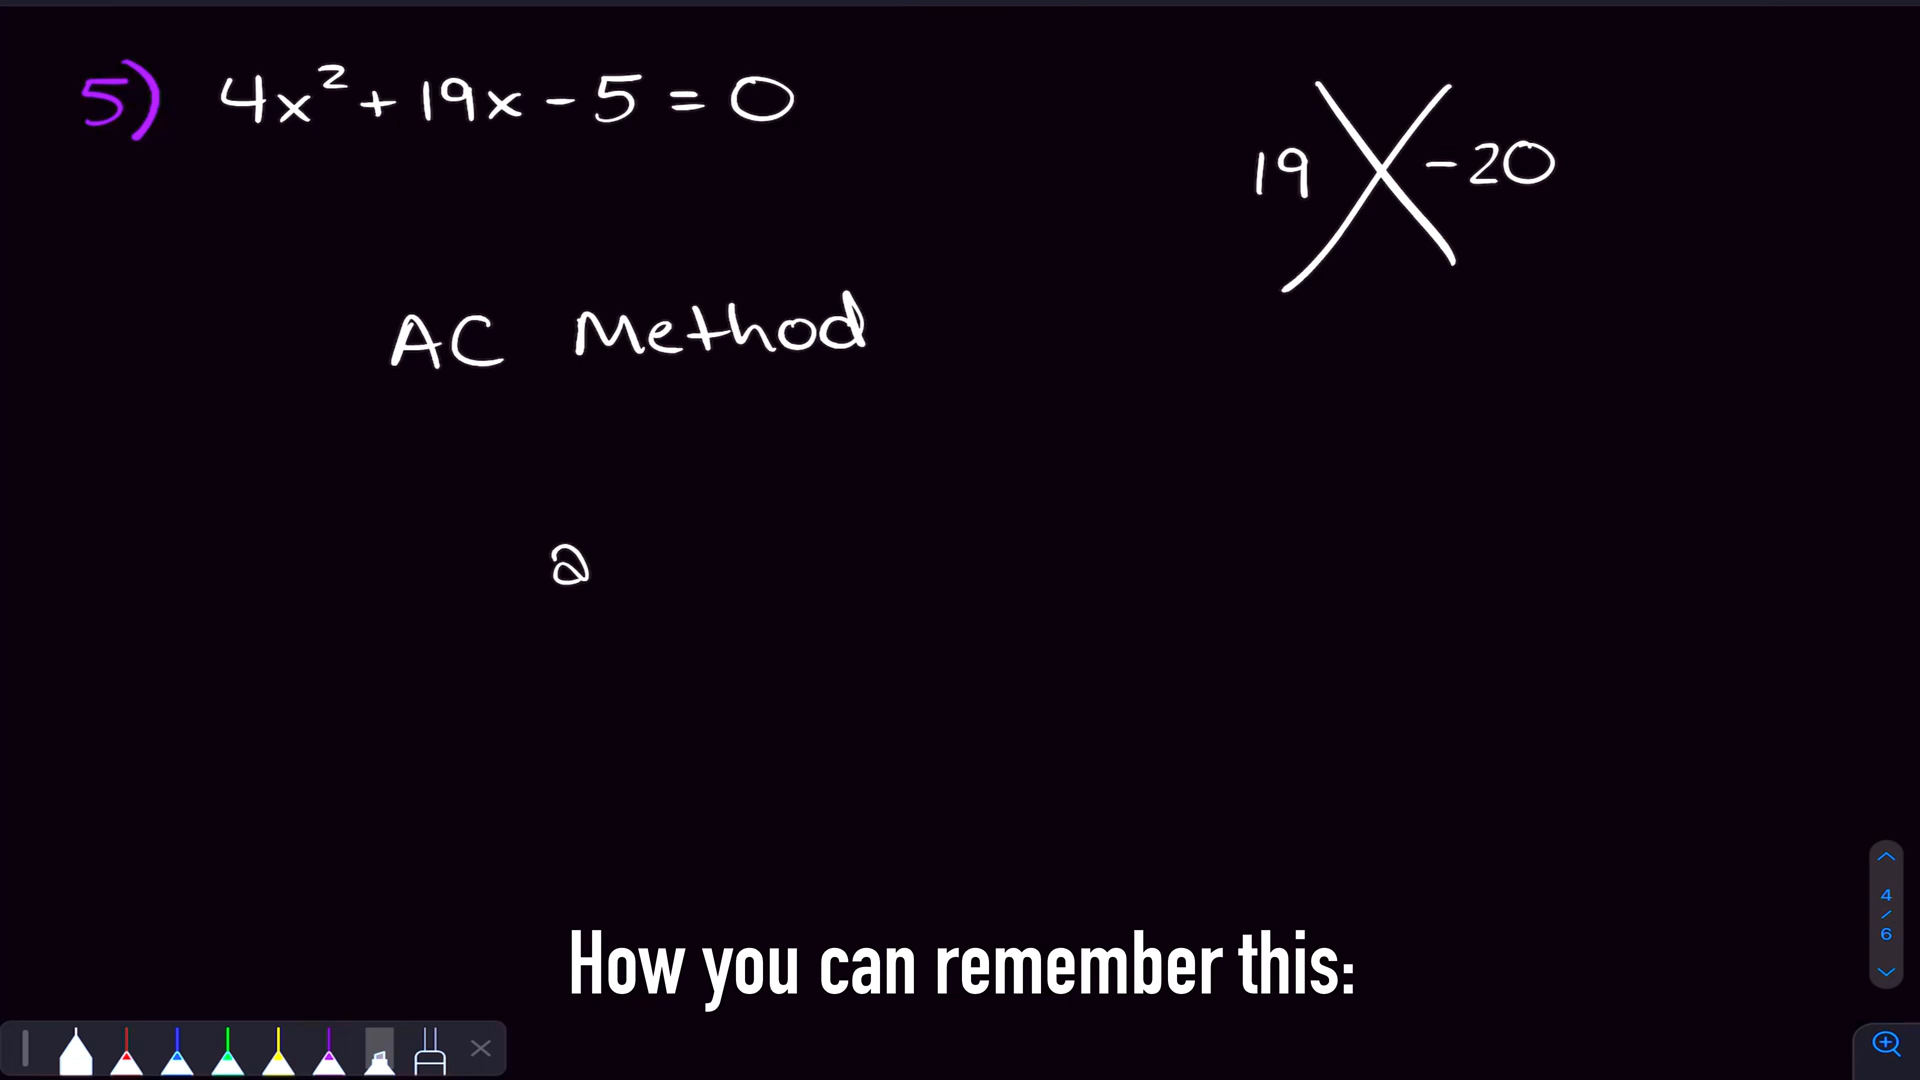 5) 4x² + 19x - 5 = 0
19 -20
AC Method
a
How you can remember this:
4
/
6